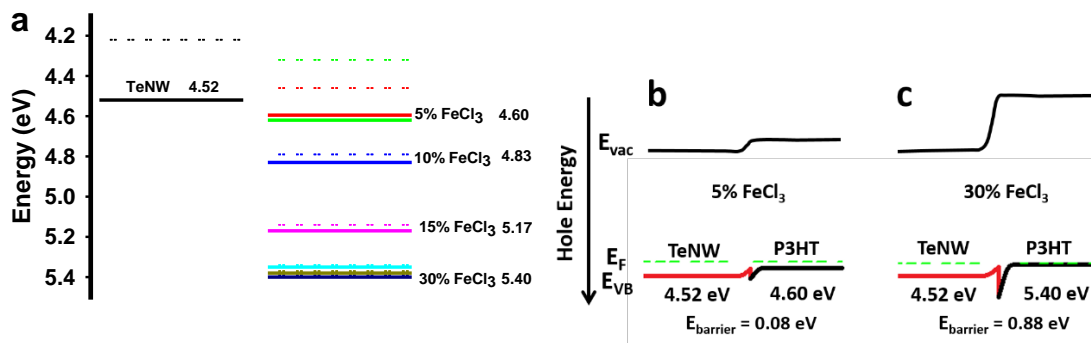 a
Energy (eV)
4.2
4.4
4.6
4.8
5.0
5.2
5.4
TeNW 4.52
5% FeCl3 4.60
10% FeCl3 4.83
15% FeCl3 5.17
30% FeCl3 5.40
Hole Energy
b
Evac
5% FeCl3
EF
TeNW P3HT
EVB
4.52 eV 4.60 eV
Ebarrier = 0.08 eV
c
30% FeCl3
TeNW P3HT
4.52 eV 5.40 eV
Ebarrier = 0.88 eV